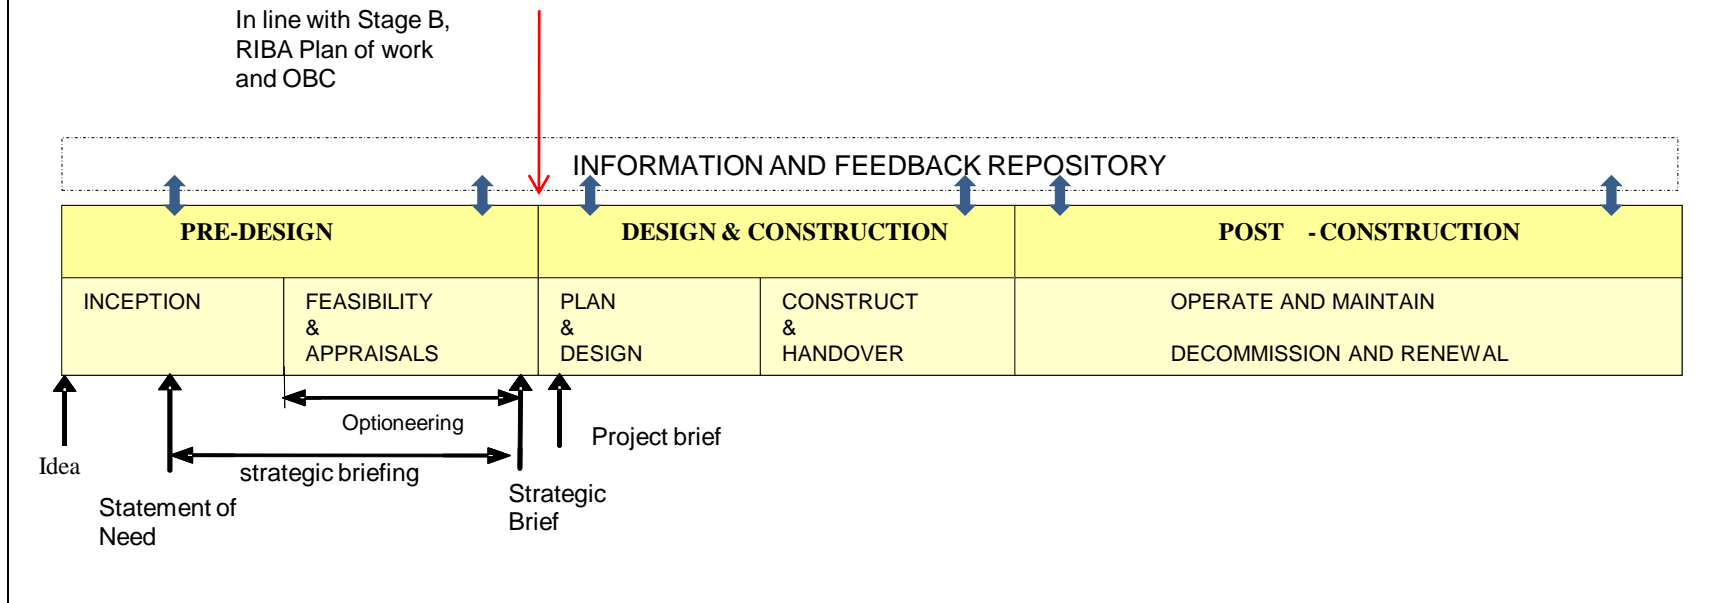 In line with Stage B,
RIBA Plan of work
and OBC
INFORMATION AND FEEDBACK REPOSITORY
PRE-DESIGN
DESIGN & CONSTRUCTION
POST - CONSTRUCTION
INCEPTION
FEASIBILITY
&
APPRAISALS
PLAN
&
DESIGN
CONSTRUCT
&
HANDOVER
OPERATE AND MAINTAIN
DECOMMISSION AND RENEWAL
Optioneering
Project brief
Idea
strategic briefing
Statement of
Need
Strategic
Brief